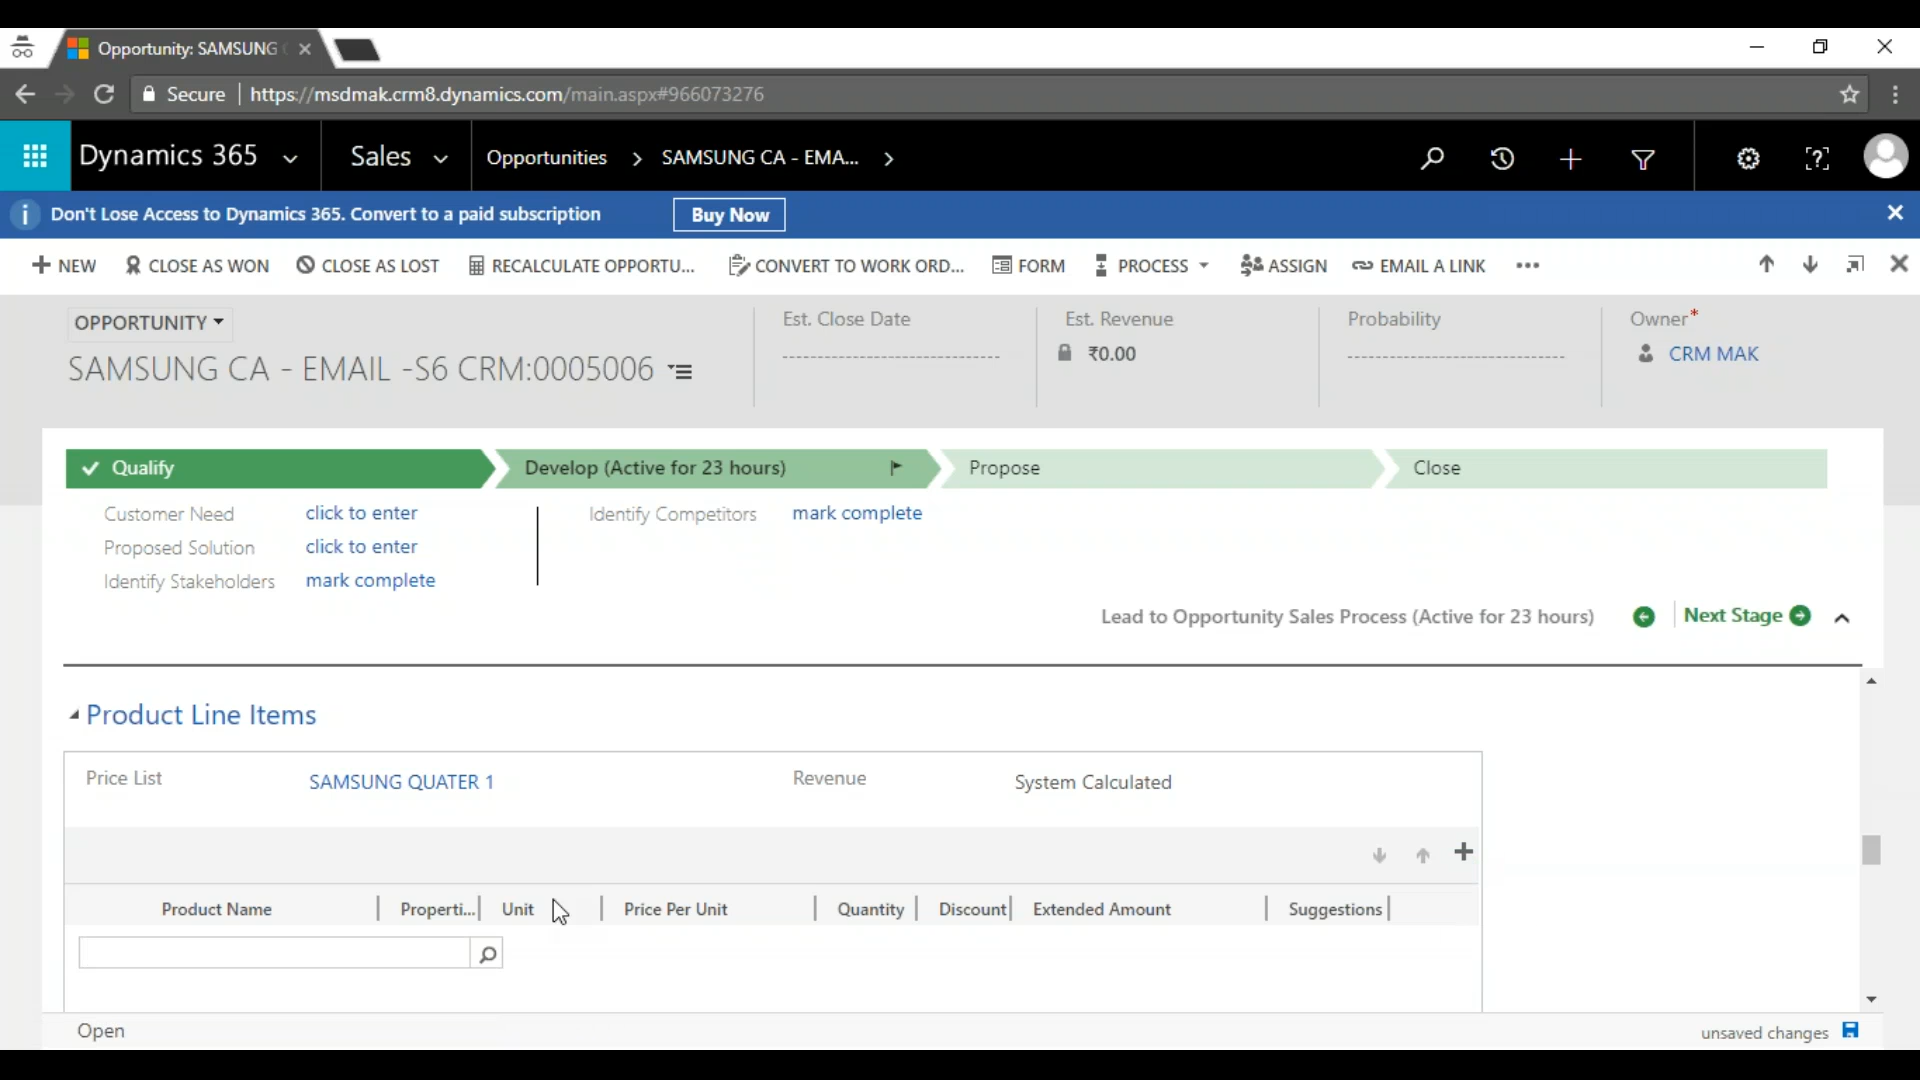 Opportunity: SAMSUNG
Secure https://msdmak.crm8.dynamics.com/main.aspx#966073276
Dynamics 365 Sales Opportunities > SAMSUNG CA - EMA... >
i Don't Lose Access to Dynamics 365. Convert to a paid subscription Buy Now
NEW CLOSE AS WON CLOSE AS LOST RECALCULATE OPPORTU... CONVERT TO WORK ORD... FORM PROCESS ASSIGN EMAIL A LINK ...
OPPORTUNITY
SAMSUNG CA - EMAIL -S6 CRM:0005006
Est. Close Date Est. Revenue Probability Owner*
₹0.00 CRM MAK
Qualify Develop (Active for 23 hours) Propose Close
Customer Need click to enter Identify Competitors mark complete
Proposed Solution click to enter
Identify Stakeholders mark complete
Lead to Opportunity Sales Process (Active for 23 hours) Next Stage
Product Line Items
Price List SAMSUNG QUATER 1 Revenue System Calculated
Product Name Properti... Unit Price Per Unit Quantity Discount Extended Amount Suggestions
Open unsaved changes